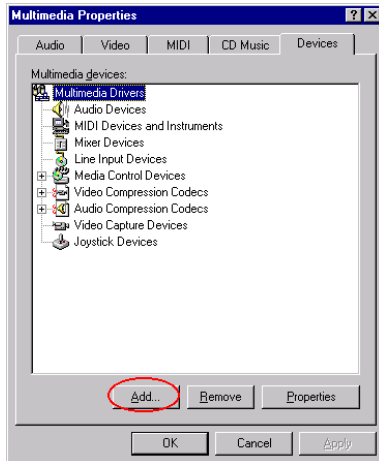 Multimedia Properties
Audio Video MIDI CD Music Devices
Multimedia devices:
Multimedia Drivers
Audio Devices
MIDI Devices and Instruments
Mixer Devices
Line Input Devices
Media Control Devices
Video Compression Codecs
Audio Compression Codecs
Video Capture Devices
Joystick Devices
Add... Remove Properties
OK Cancel Apply